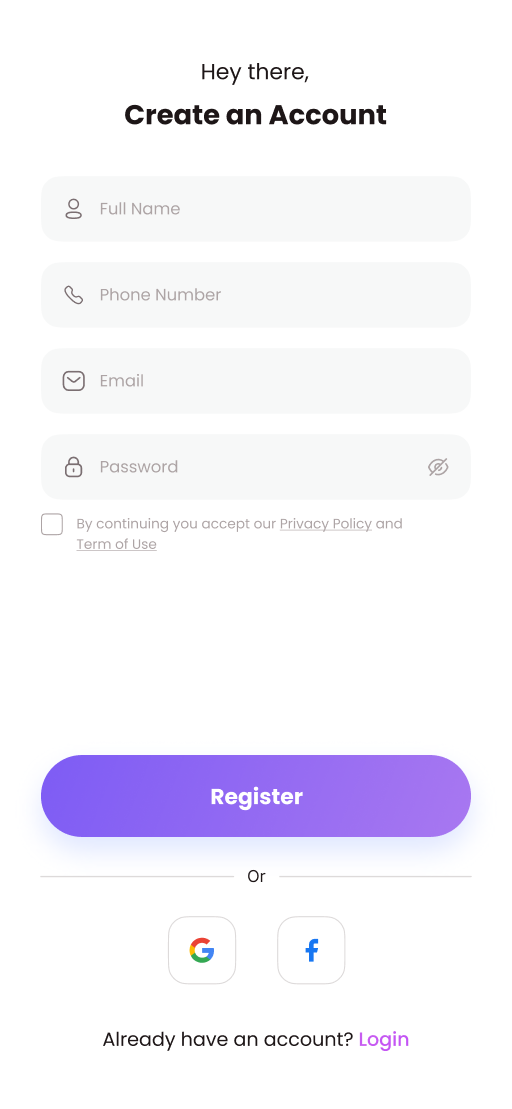 Hey there,
Create an Account
Full Name
Phone Number
Email
Password
By continuing you accept our Privacy Policy and
Term of Use
Register
Or
Already have an account? Login